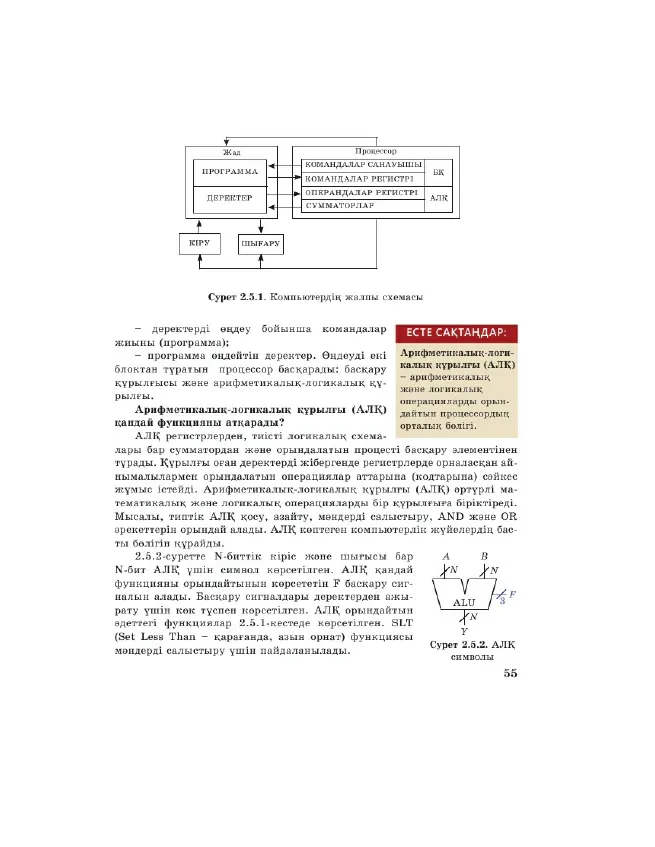 Жад
Процессор
ПРОГРАММА
ДЕРЕКТЕР
КОМАНДАЛАР САНАУЫШЫ
КОМАНДАЛАР РЕГИСТРІ
ОПЕРАНДАЛАР РЕГИСТРІ
СУММАТОРЛАР
БҚ
АЛҚ
КІРУ
ШЫҒАРУ
Сурет 2.5.1. Компьютердің жалпы схемасы
– деректерді өңдеу бойынша командалар
жиыны (программа);
– программа өңдейтін деректер. Өңдеуді екі
блоктан тұратын процессор басқарады: басқару
құрылғысы және арифметикалық-логикалық құ-
рылғы.
Арифметикалық-логикалық құрылғы (АЛҚ)
қандай функцияны атқарады?
АЛҚ регистрлерден, тиісті логикалық схема-
ЕСТЕ САҚТАҢДАР:
Арифметикалық-логи-
калық құрылғы (АЛҚ)
– арифметикалық
және логикалық
операцияларды орын-
дайтын процессордың
орталық бөлігі.
лары бар сумматордан және орындалатын процесті басқару элементінен
тұрады. Құрылғы оған деректерді жібергенде регистрлерде орналасқан ай-
нымалылармен орындалатын операциялар аттарына (кодтарына) сәйкес
жұмыс істейді. Арифметикалық-логикалық құрылғы (АЛҚ) әртүрлі ма-
тематикалық және логикалық операцияларды бір құрылғыға біріктіреді.
Мысалы, типтік АЛҚ қосу, азайту, мәндерді салыстыру, AND және OR
әрекеттерін орындай алады. АЛҚ көптеген компьютерлік жүйелердің бас-
ты бөлігін құрайды.
2.5.2-суретте N-биттік кіріс және шығысы бар
N-бит АЛҚ үшін символ көрсетілген. АЛҚ қандай
функцияны орындайтынын көрсететін F басқару сиг-
налын алады. Басқару сигналдары деректерден ажы-
рату үшін көк түспен көрсетілген. АЛҚ орындайтын
әдеттегі функциялар 2.5.1-кестеде көрсетілген. SLT
(Set Less Than – қарағанда, азын орнат) функциясы
мәндерді салыстыру үшін пайдаланылады.
A B
N N
ALU
3 F
N
Y
Сурет 2.5.2. АЛҚ
символы
55